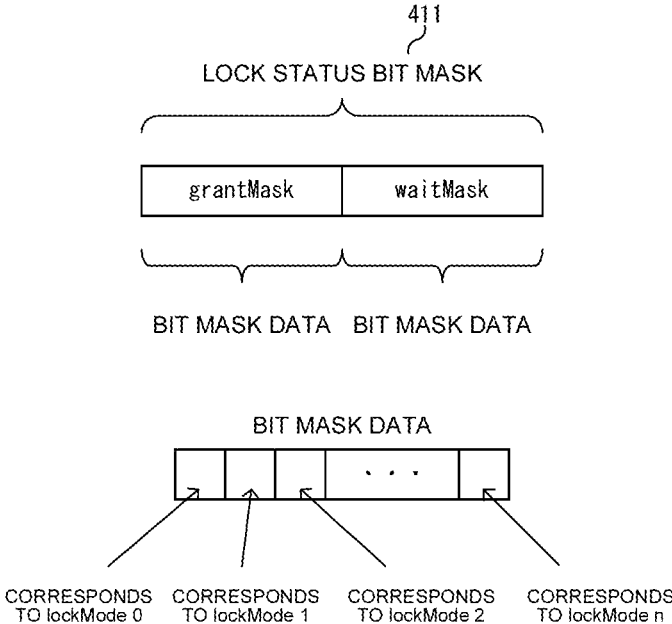 411
LOCK STATUS BIT MASK
grantMask waitMask
BIT MASK DATA BIT MASK DATA
BIT MASK DATA
. . .
CORRESPONDS CORRESPONDS CORRESPONDS CORRESPONDS
TO lockMode 0 TO lockMode 1 TO lockMode 2 TO lockMode n